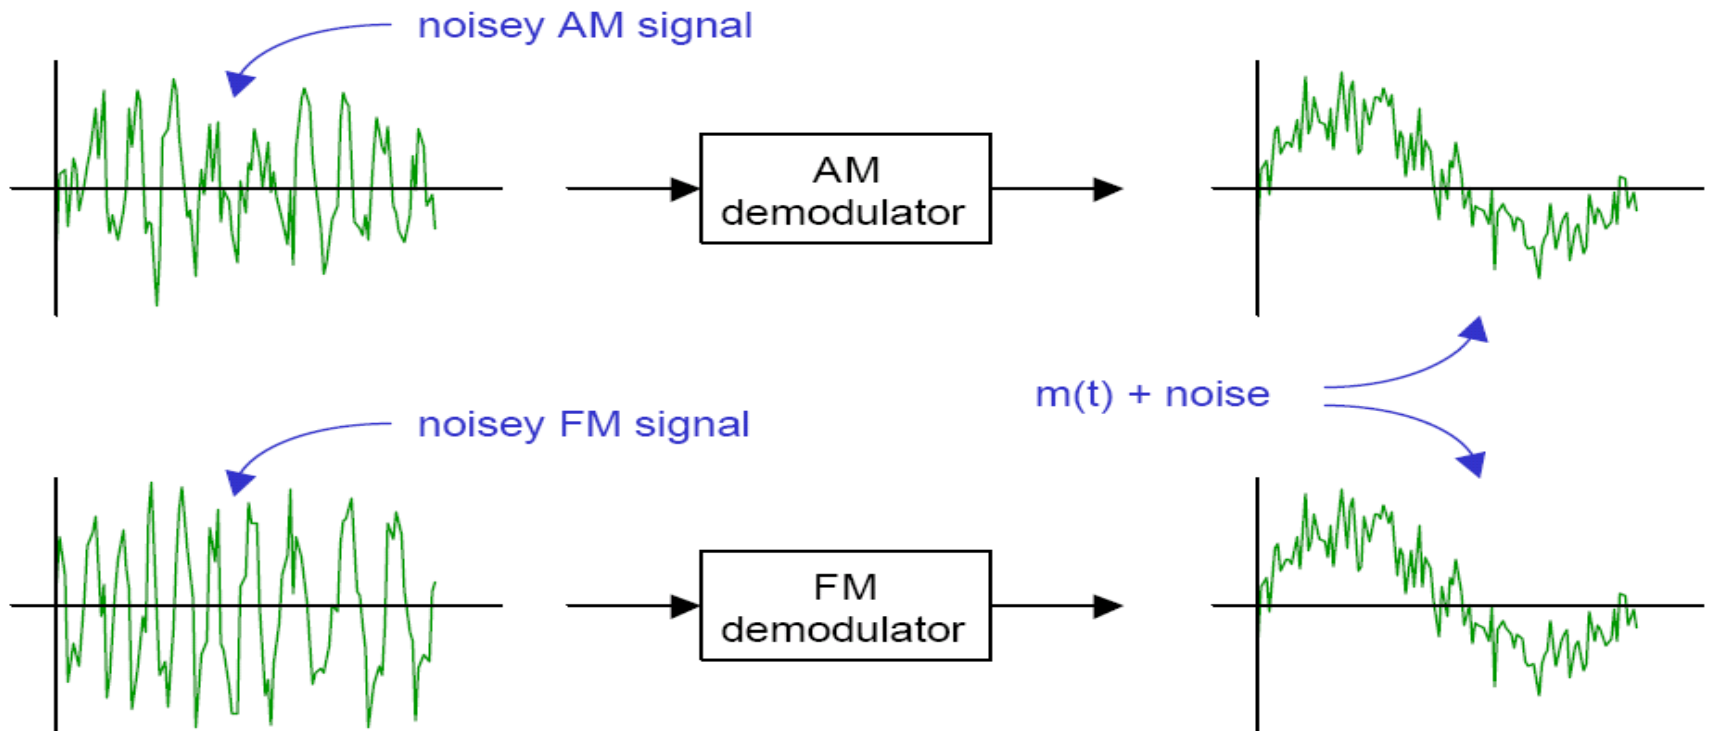 noisey AM signal
AM
demodulator
m(t) + noise
noisey FM signal
FM
demodulator